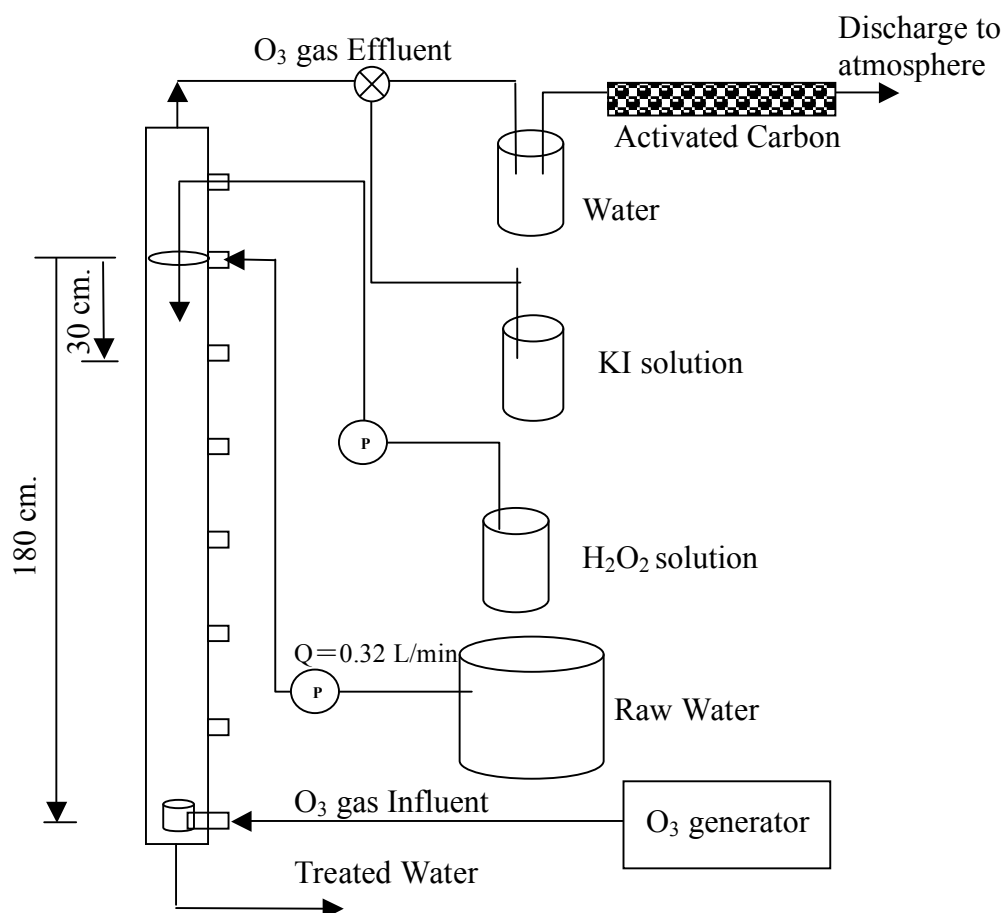 Discharge to
atmosphere
O₃ gas Effluent
Activated Carbon
Water
30 cm.
KI solution
P
180 cm.
H₂O₂ solution
Q=0.32 L/min
P
Raw Water
O₃ gas Influent
O₃ generator
Treated Water